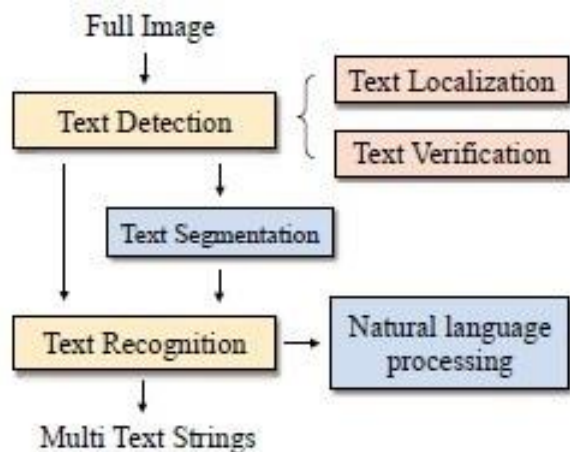 Full Image
Text Localization
Text Detection
Text Verification
Text Segmentation
Text Recognition
Natural language
processing
Multi Text Strings